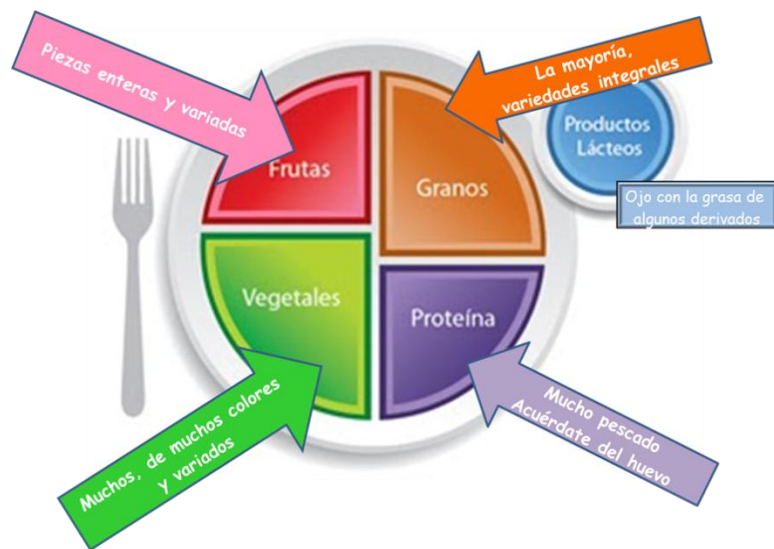 Piezas enteras y variadas
La mayoría,
variedades integrales
Frutas
Granos
Productos
Lácteos
Ojo con la grasa de
algunos derivados
Vegetales
Proteína
Muchos, de muchos colores
y variados
Mucho pescado
Acuérdate del huevo